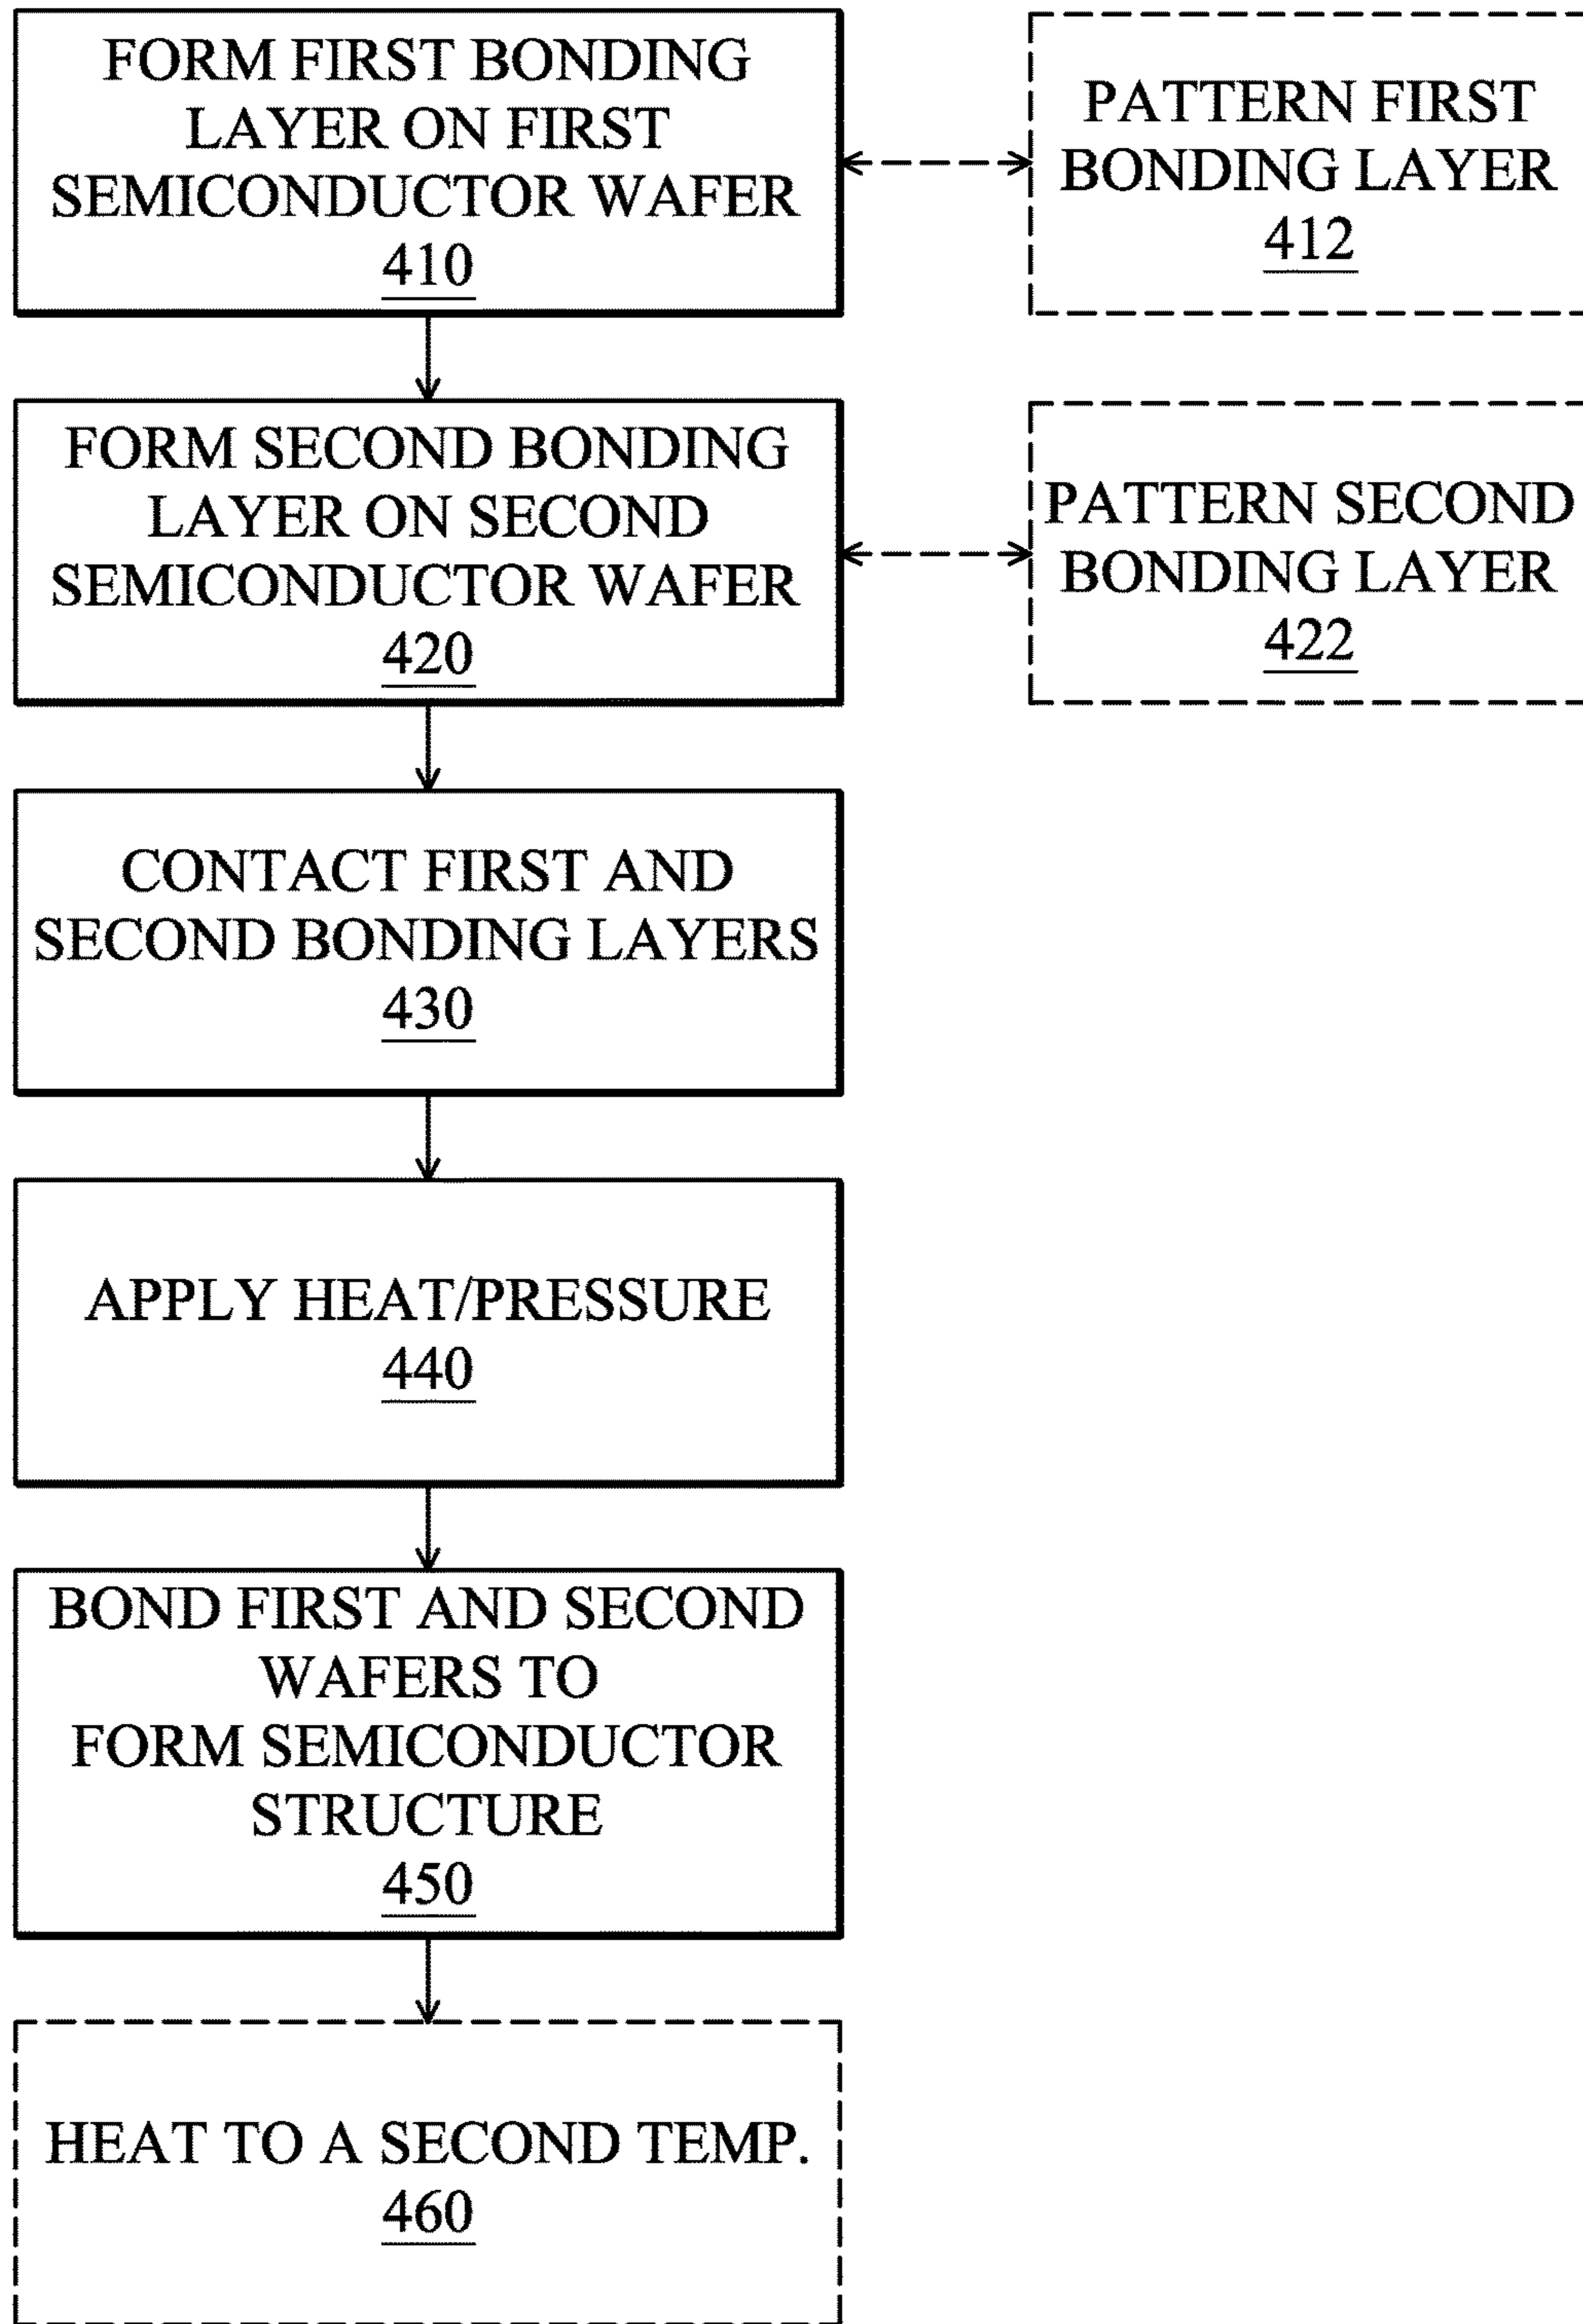 FORM FIRST BONDING
LAYER ON FIRST
SEMICONDUCTOR WAFER
410
PATTERN FIRST
BONDING LAYER
412
FORM SECOND BONDING
LAYER ON SECOND
SEMICONDUCTOR WAFER
420
PATTERN SECOND
BONDING LAYER
422
CONTACT FIRST AND
SECOND BONDING LAYERS
430
APPLY HEAT/PRESSURE
440
BOND FIRST AND SECOND
WAFERS TO
FORM SEMICONDUCTOR
STRUCTURE
450
HEAT TO A SECOND TEMP.
460